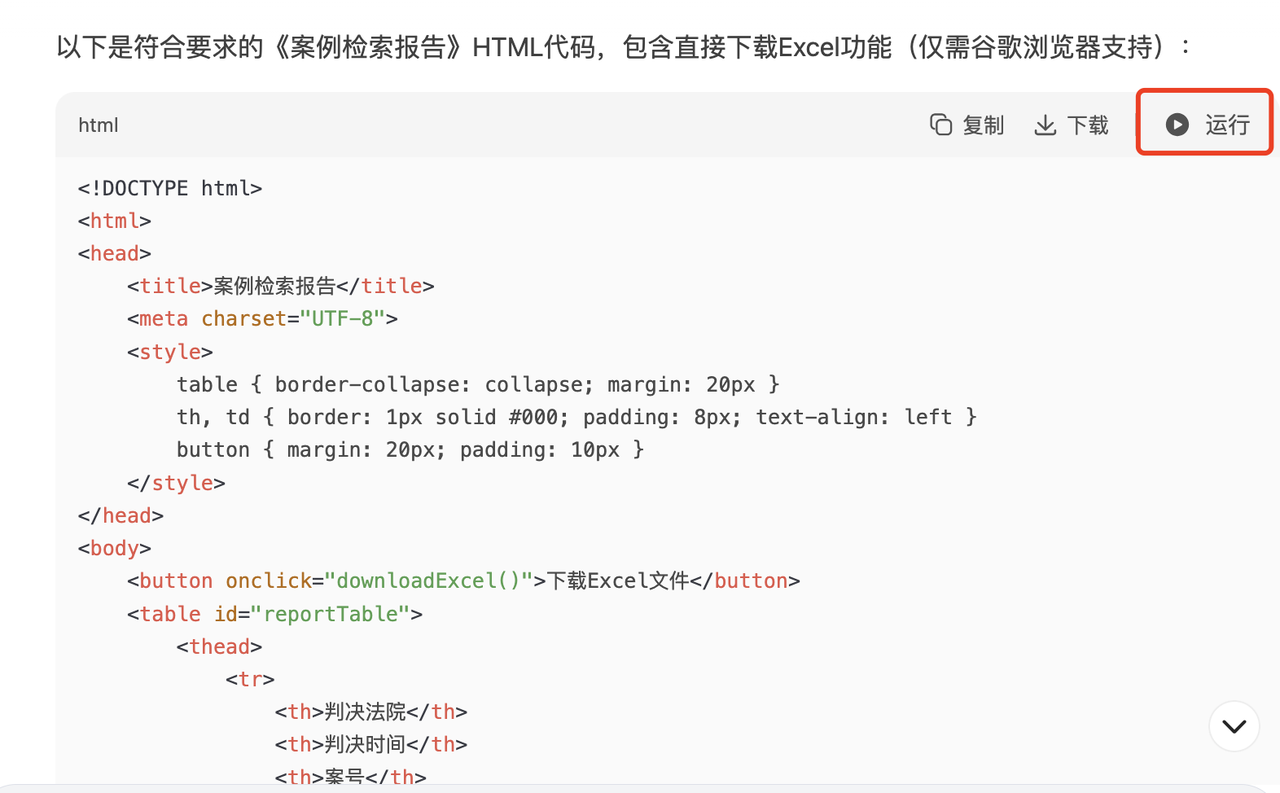 以下是符合要求的《案例检索报告》HTML代码，包含直接下载Excel功能（仅需谷歌浏览器支持）：
html 复制 下载 运行
<!DOCTYPE html>
<html>
<head>
    <title>案例检索报告</title>
    <meta charset="UTF-8">
    <style>
        table { border-collapse: collapse; margin: 20px }
        th, td { border: 1px solid #000; padding: 8px; text-align: left }
        button { margin: 20px; padding: 10px }
    </style>
</head>
<body>
    <button onclick="downloadExcel()">下载Excel文件</button>
    <table id="reportTable">
        <thead>
            <tr>
                <th>判决法院</th>
                <th>判决时间</th>
                <th>案号</th>